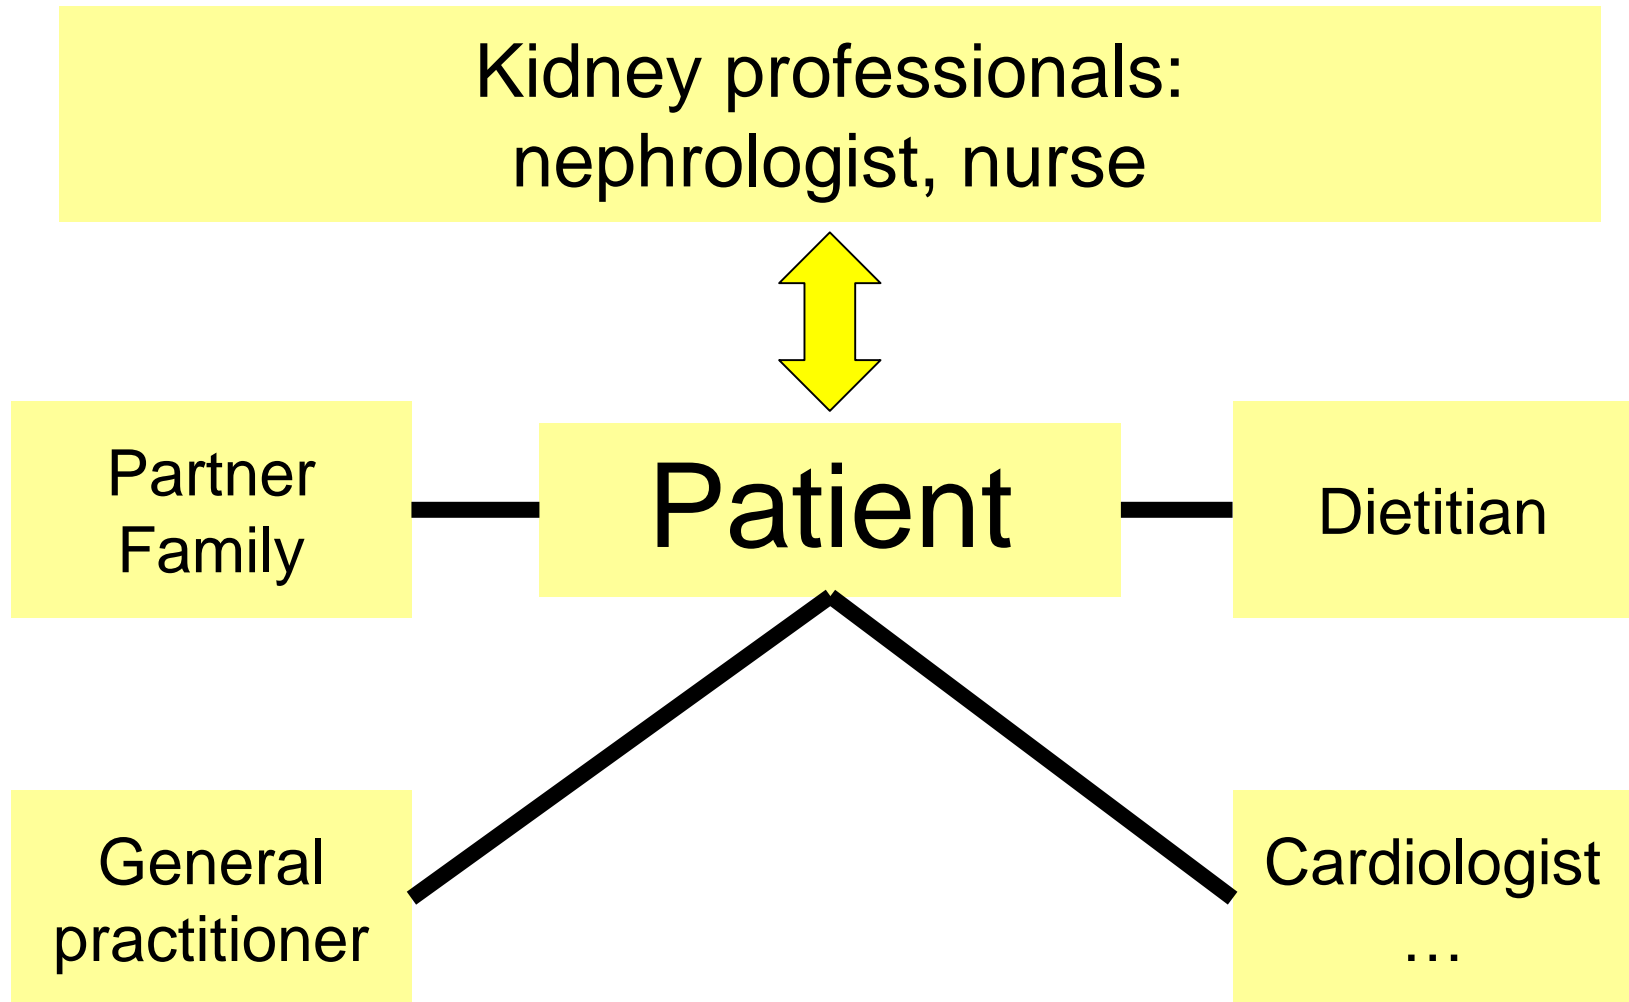 Kidney professionals:
nephrologist, nurse
Partner
Family
Patient
Dietitian
General
practitioner
Cardiologist
…